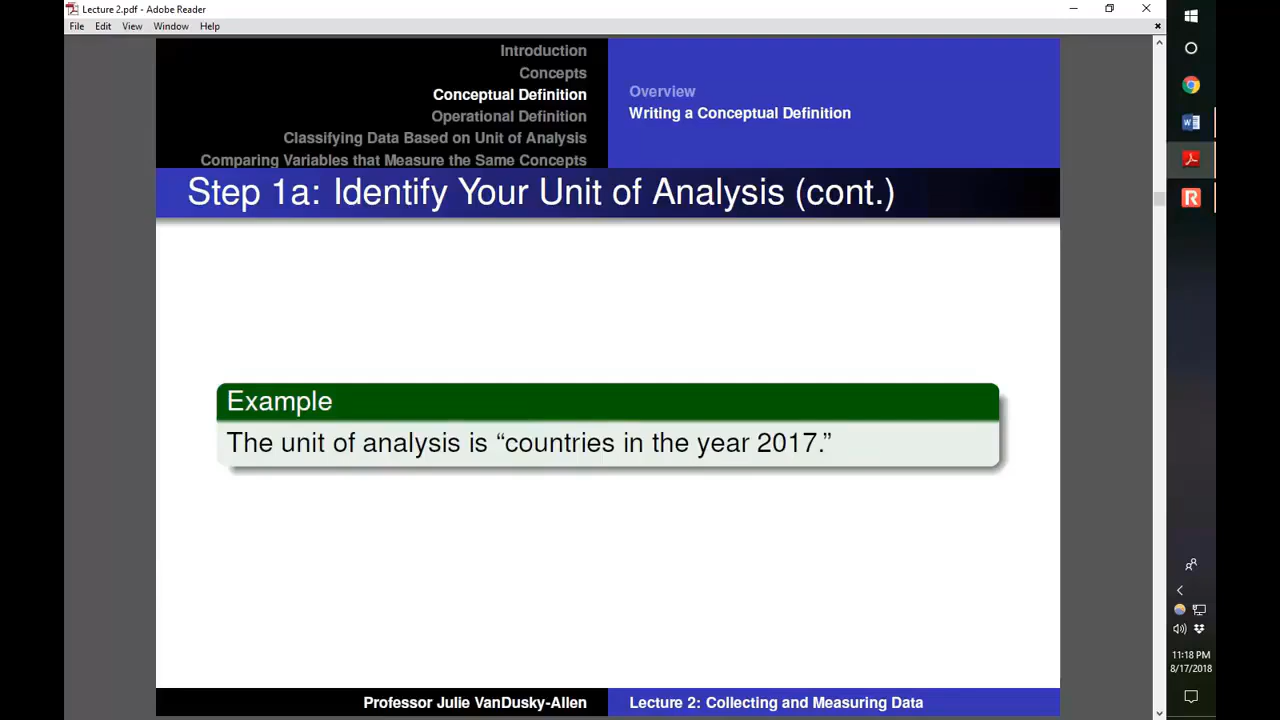 Lecture 2.pdf - Adobe Reader
File Edit View Window Help
Introduction
Concepts
Conceptual Definition
Operational Definition
Classifying Data Based on Unit of Analysis
Comparing Variables that Measure the Same Concepts
Overview
Writing a Conceptual Definition
Step 1a: Identify Your Unit of Analysis (cont.)
Example
The unit of analysis is “countries in the year 2017.”
Professor Julie VanDusky-Allen
Lecture 2: Collecting and Measuring Data
11:18 PM
8/17/2018